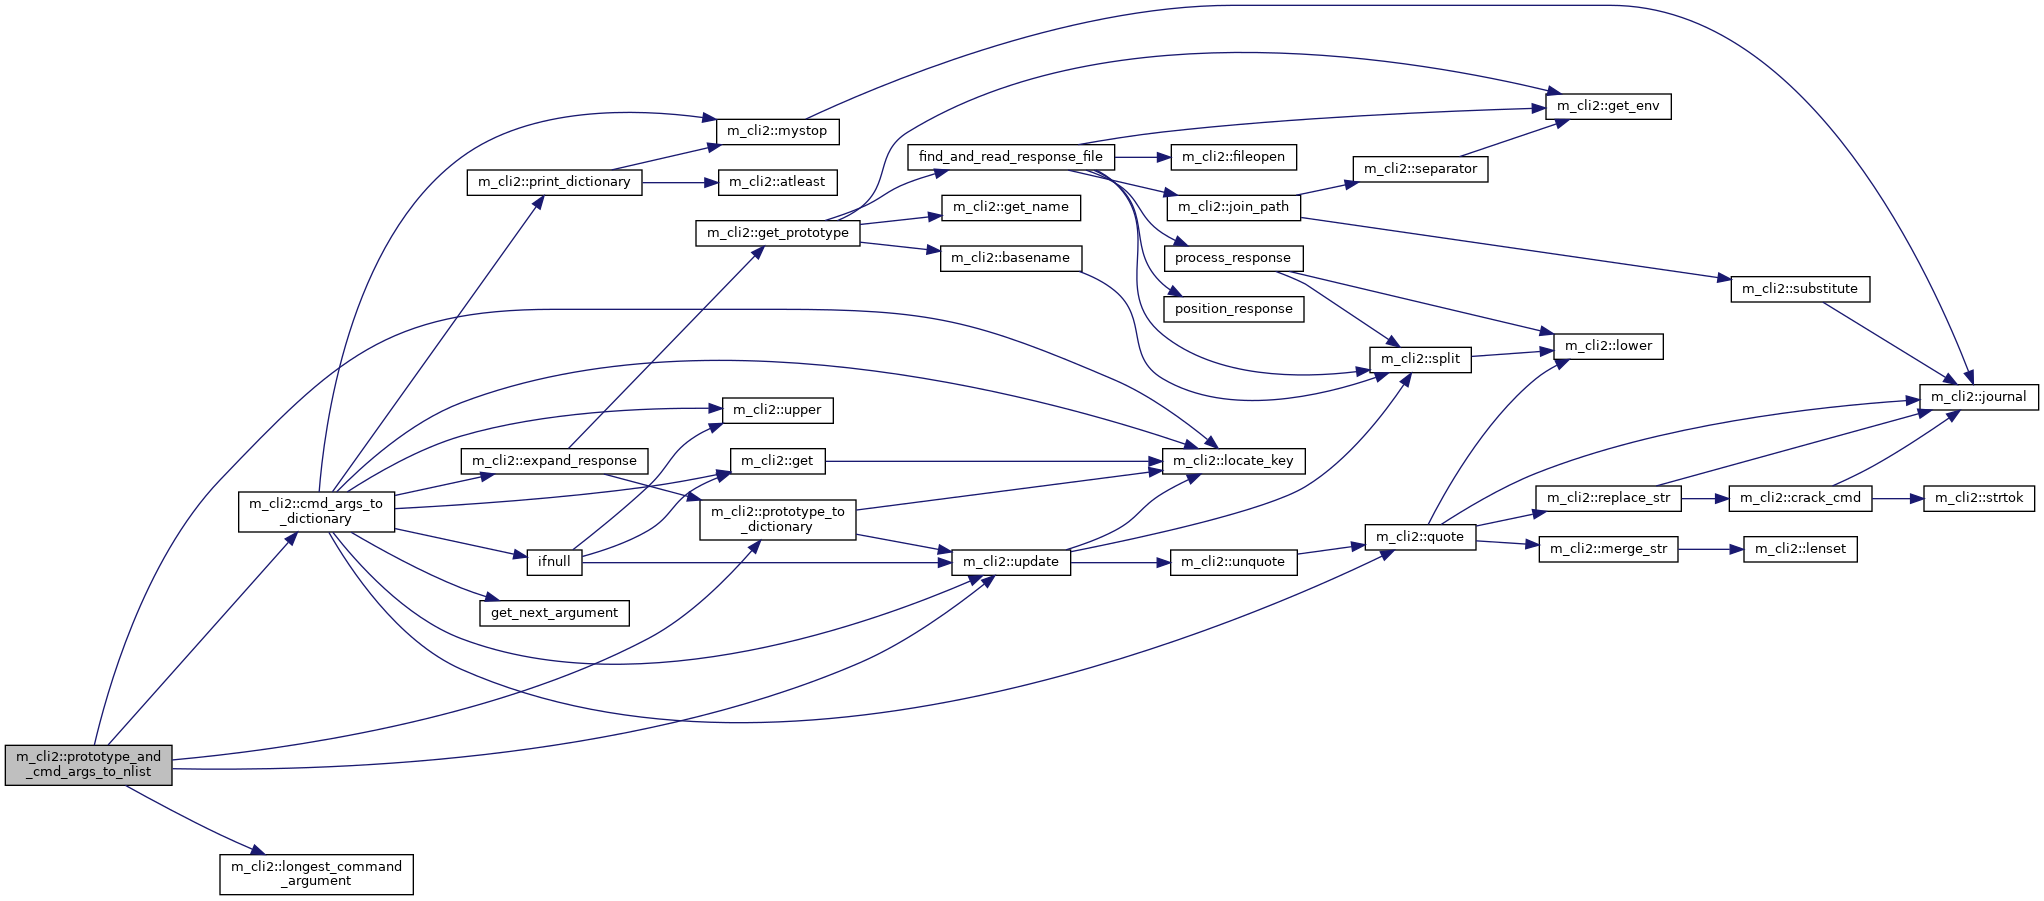 m_cli2::mystop
m_cli2::get_env
find_and_read_response_file
m_cli2::fileopen
m_cli2::separator
m_cli2::print_dictionary
m_cli2::atleast
m_cli2::get_name
m_cli2::join_path
m_cli2::get_prototype
m_cli2::basename
process_response
m_cli2::substitute
position_response
m_cli2::lower
m_cli2::split
m_cli2::journal
m_cli2::upper
m_cli2::expand_response
m_cli2::get
m_cli2::locate_key
m_cli2::cmd_args_to
_dictionary
m_cli2::replace_str
m_cli2::crack_cmd
m_cli2::strtok
m_cli2::prototype_to
_dictionary
m_cli2::quote
m_cli2::merge_str
m_cli2::lenset
ifnull
m_cli2::update
m_cli2::unquote
get_next_argument
m_cli2::prototype_and
_cmd_args_to_nlist
m_cli2::longest_command
_argument